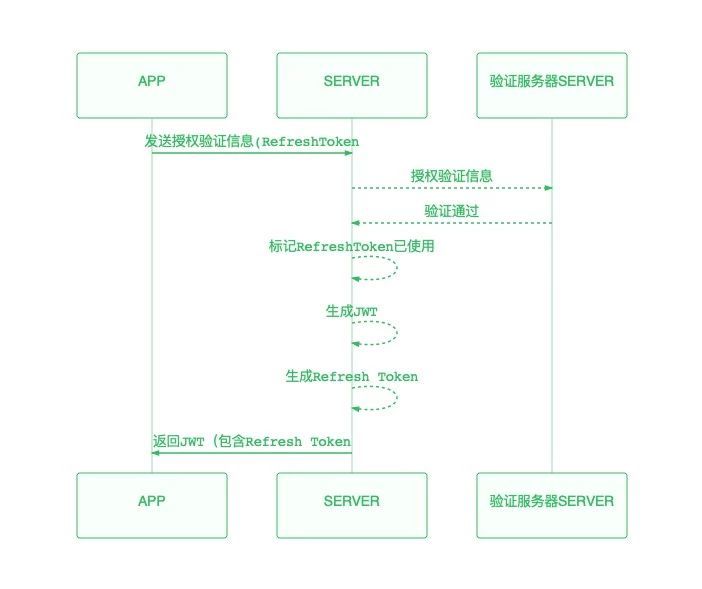 APP
SERVER
验证服务器SERVER
发送授权验证信息(RefreshToken
授权验证信息
验证通过
标记RefreshToken已使用
生成JWT
生成Refresh Token
返回JWT（包含Refresh Token
APP
SERVER
验证服务器SERVER